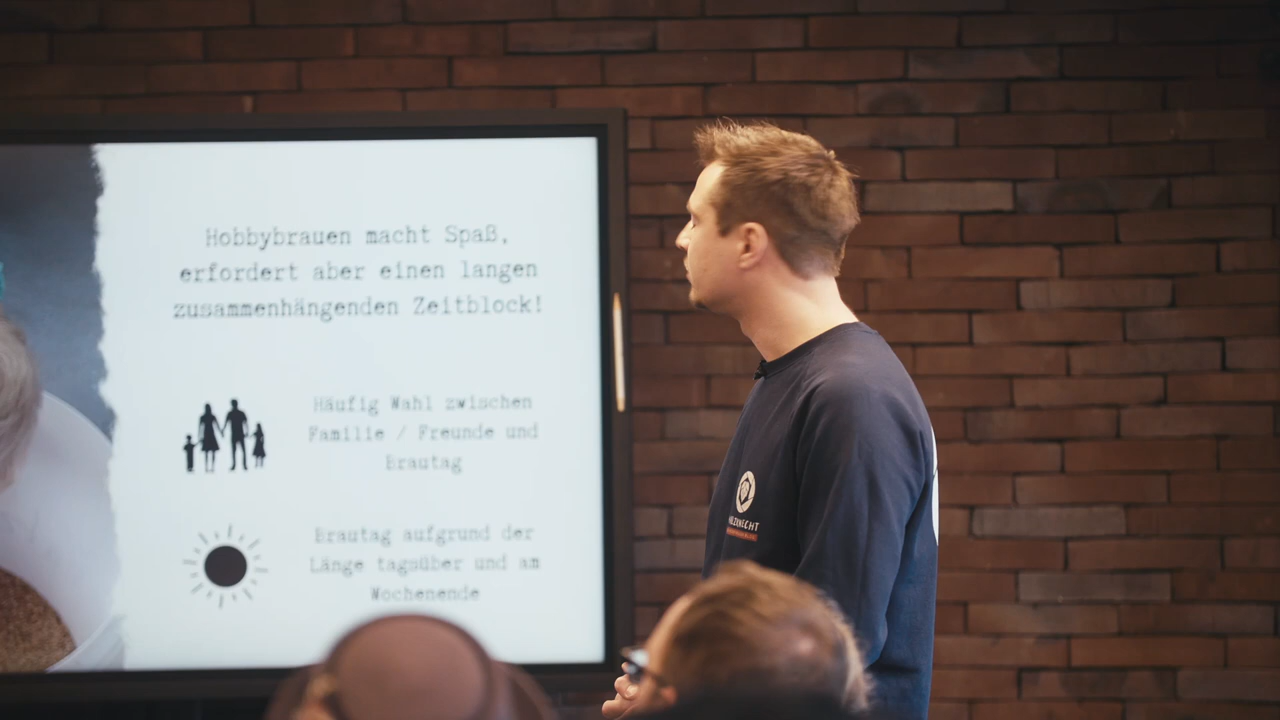 Hobbybrauen macht Spaß,
erfordert aber einen langen
zusammenhängenden Zeitblock!
Häufig Wahl zwischen
Familie / Freunde und
Brautag
Brautag aufgrund der
Länge tagsüber und am
Wochenende